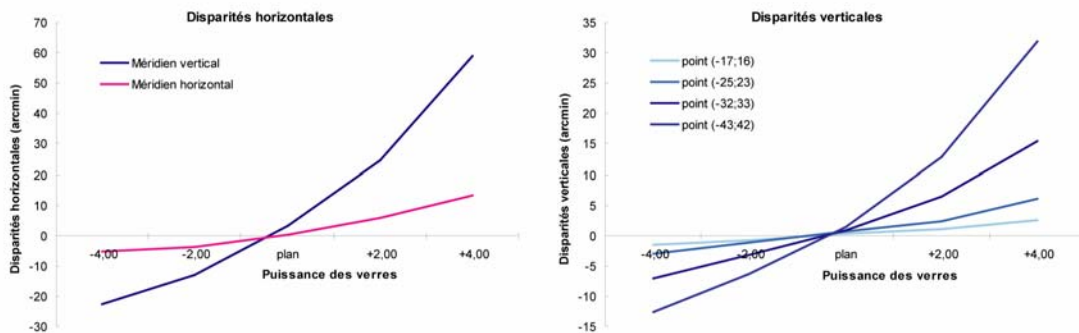 Disparités horizontales
70
60
50
40
30
20
10
0
-10
-20
-30
Disparités horizontales (arcmin)
Méridien vertical
Méridien horizontal
-4,00 -2,00 plan +2,00 +4,00
Puissance des verres
Disparités verticales
35
30
25
20
15
10
5
0
-5
-10
-15
Disparités verticales (arcmin)
point (-17;16)
point (-25;23)
point (-32;33)
point (-43;42)
-4,00 -2,00 plan +2,00 +4,00
Puissance des verres